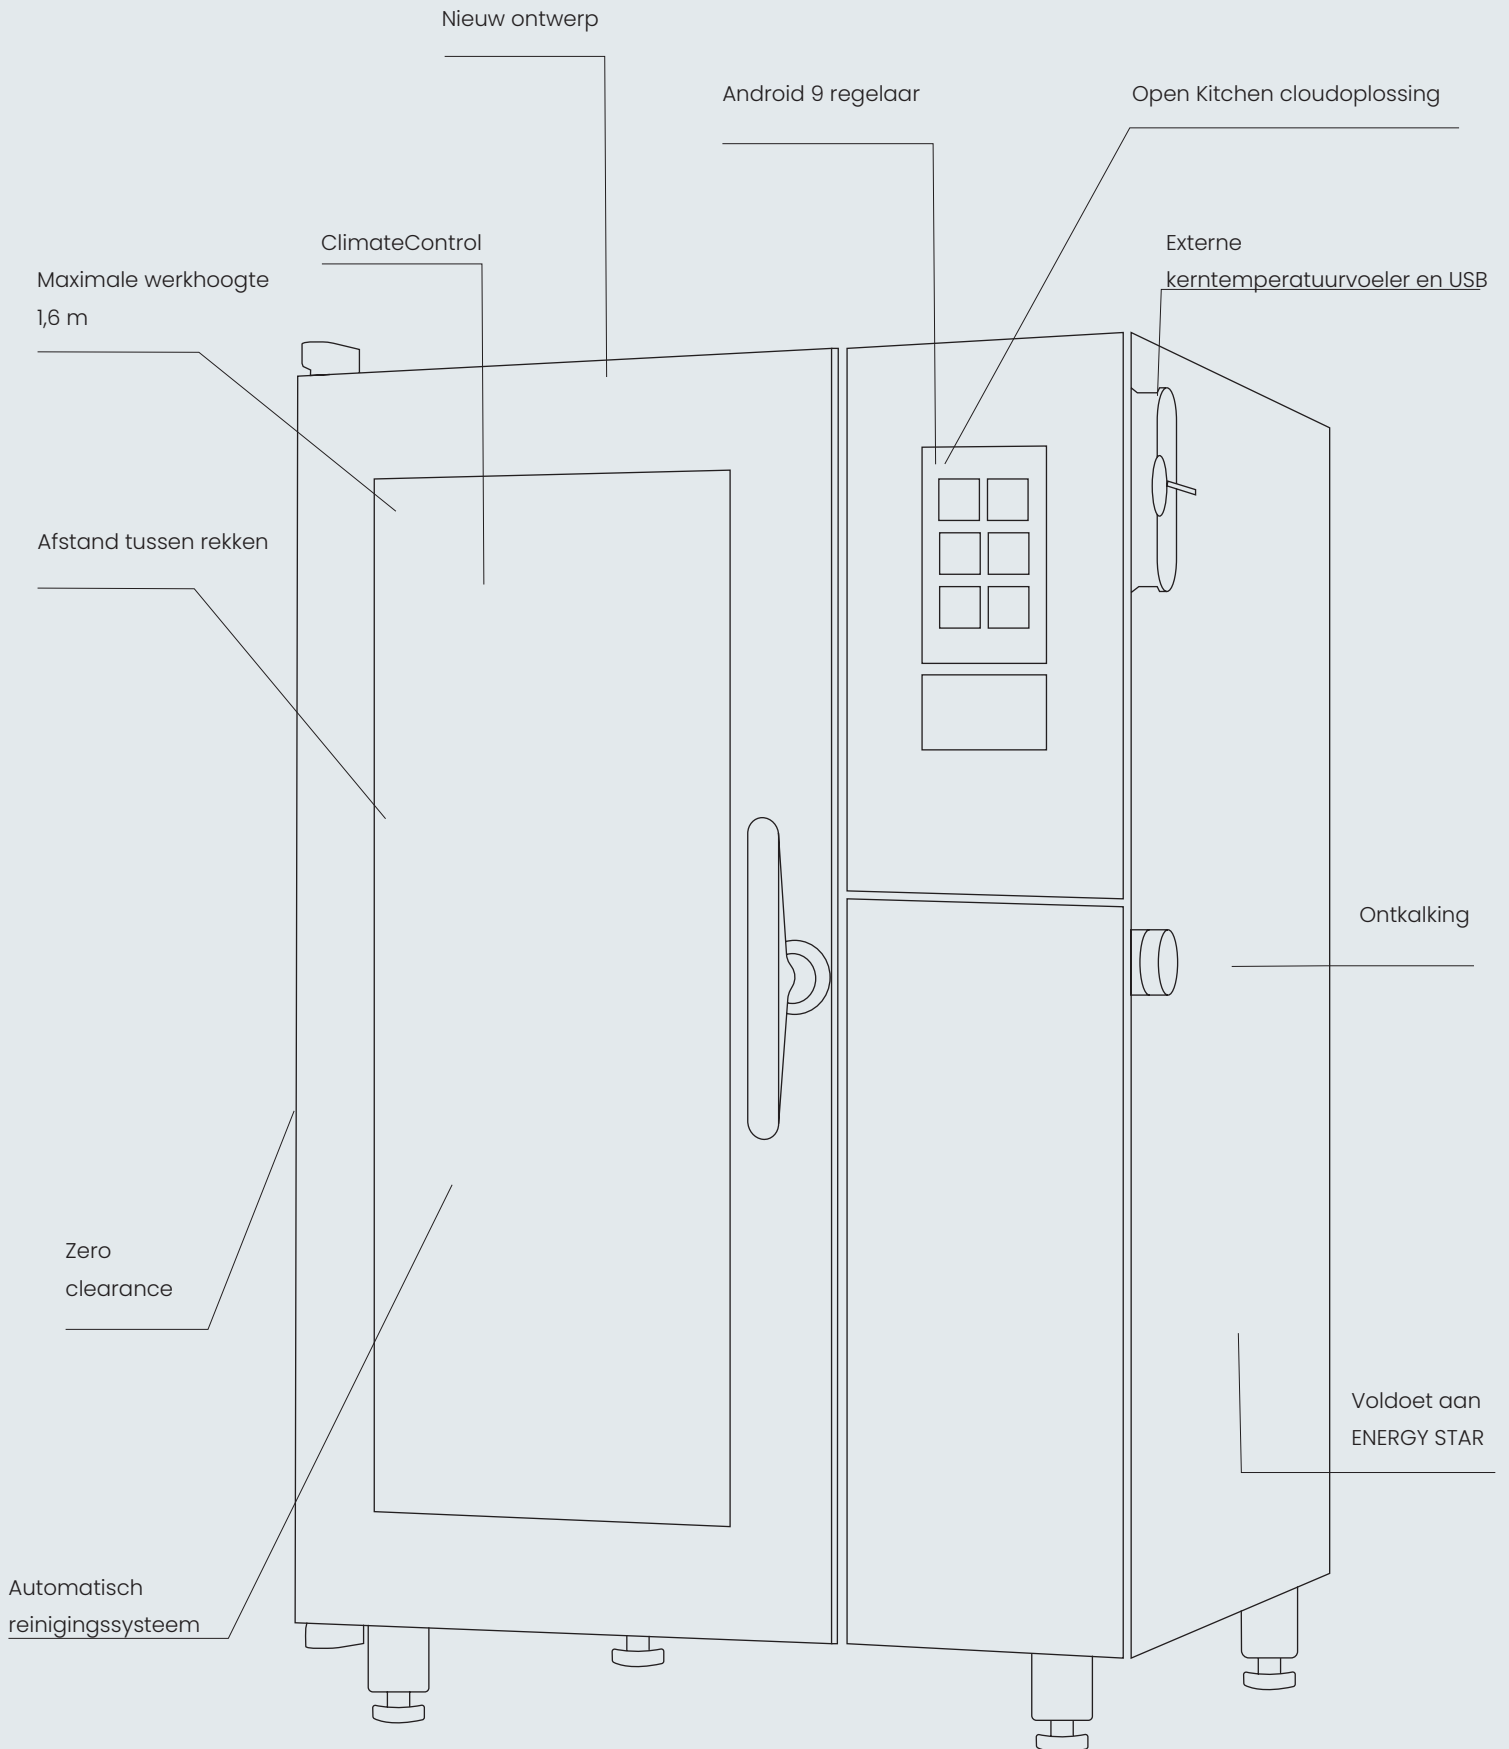 Nieuw ontwerp
Android 9 regelaar
Open Kitchen cloudoplossing
ClimateControl
Externe
kerntemperatuurvoeler en USB
Maximale werkhoogte
1,6 m
Afstand tussen rekken
Ontkalking
Zero
clearance
Voldoet aan
ENERGY STAR
Automatisch
reinigingssysteem